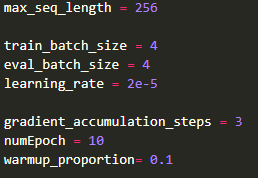 max_seq_length = 256
train_batch_size = 4
eval_batch_size = 4
learning_rate = 2e-5
gradient_accumulation_steps = 3
numEpoch = 10
warmup_proportion= 0.1